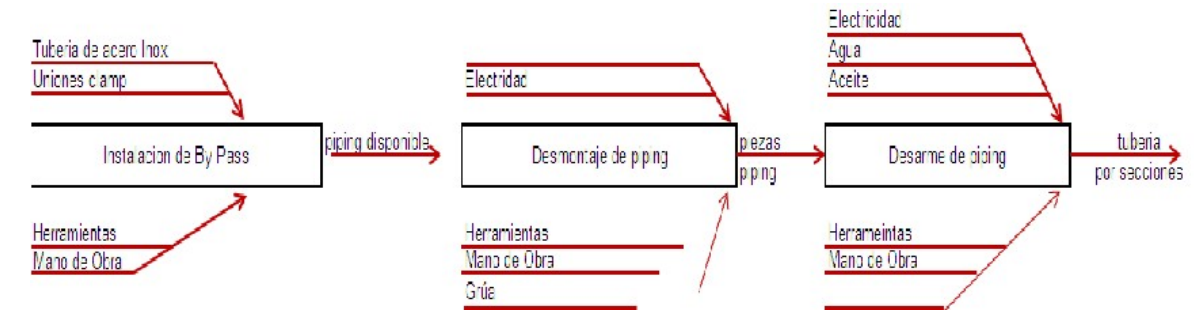 Tuberia de acero Inox
Uniones clamp
Instalacion de By Pass
Herramientas
Mano de Obra
piping disponible
Electridad
Desmontaje de piping
Herramientas
Mano de Obra
Grúa
piezas
piping
Electricidad
Agua
Aceite
Desarme de piping
Herrameintas
Mano de Obra
tuberia
por secciones